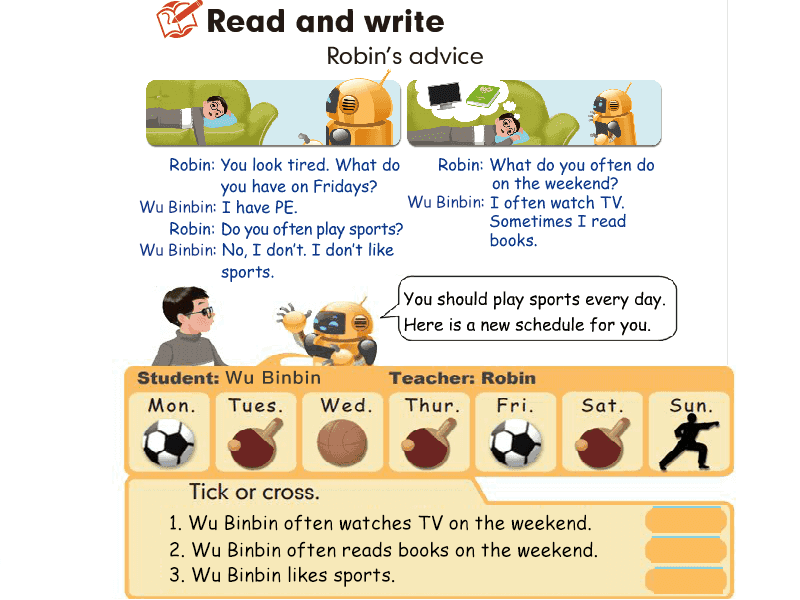 Read and write
Robin's advice
Robin: You look tired. What do
you have on Fridays?
Wu Binbin: I have PE.
Robin: Do you often play sports?
Wu Binbin: No, I don't. I don't like
sports.
Robin: What do you often do
on the weekend?
Wu Binbin: I often watch TV.
Sometimes I read
books.
You should play sports every day.
Here is a new schedule for you.
Student: Wu Binbin Teacher: Robin
Mon. Tues. Wed. Thur. Fri. Sat. Sun.
Tick or cross.
1. Wu Binbin often watches TV on the weekend.
2. Wu Binbin often reads books on the weekend.
3. Wu Binbin likes sports.